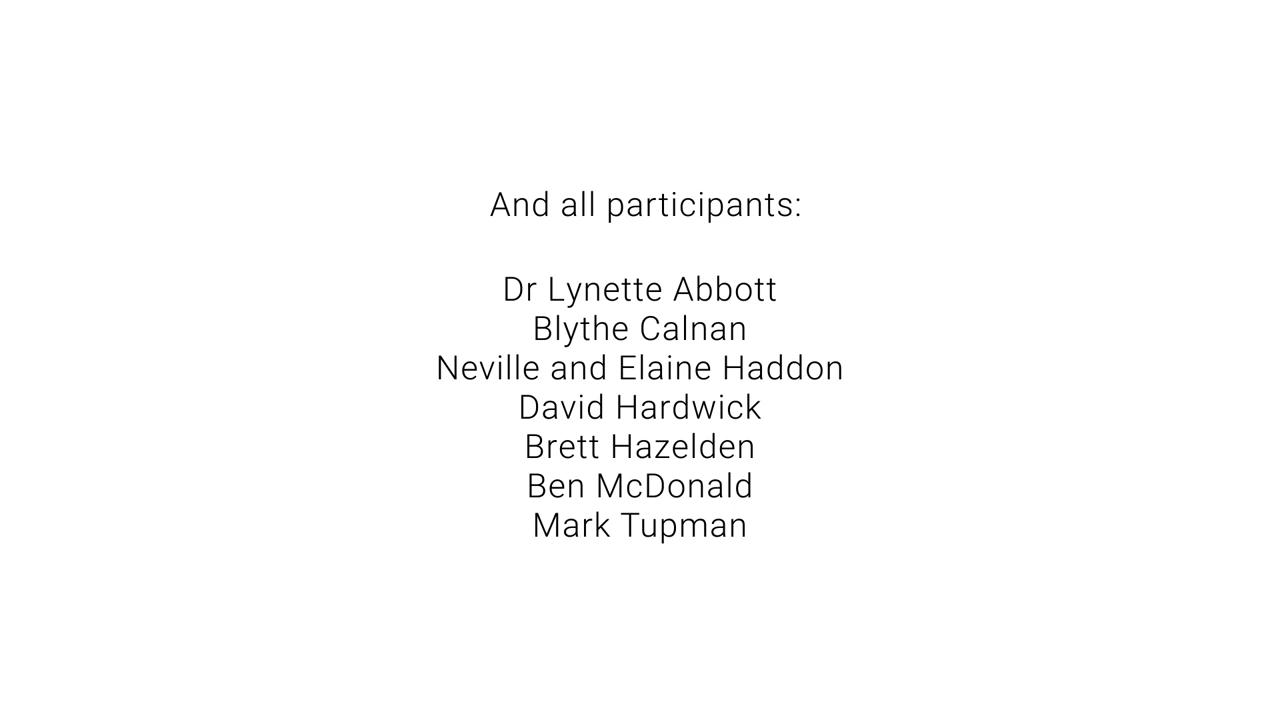 And all participants:
Dr Lynette Abbott
Blythe Calnan
Neville and Elaine Haddon
David Hardwick
Brett Hazelden
Ben McDonald
Mark Tupman